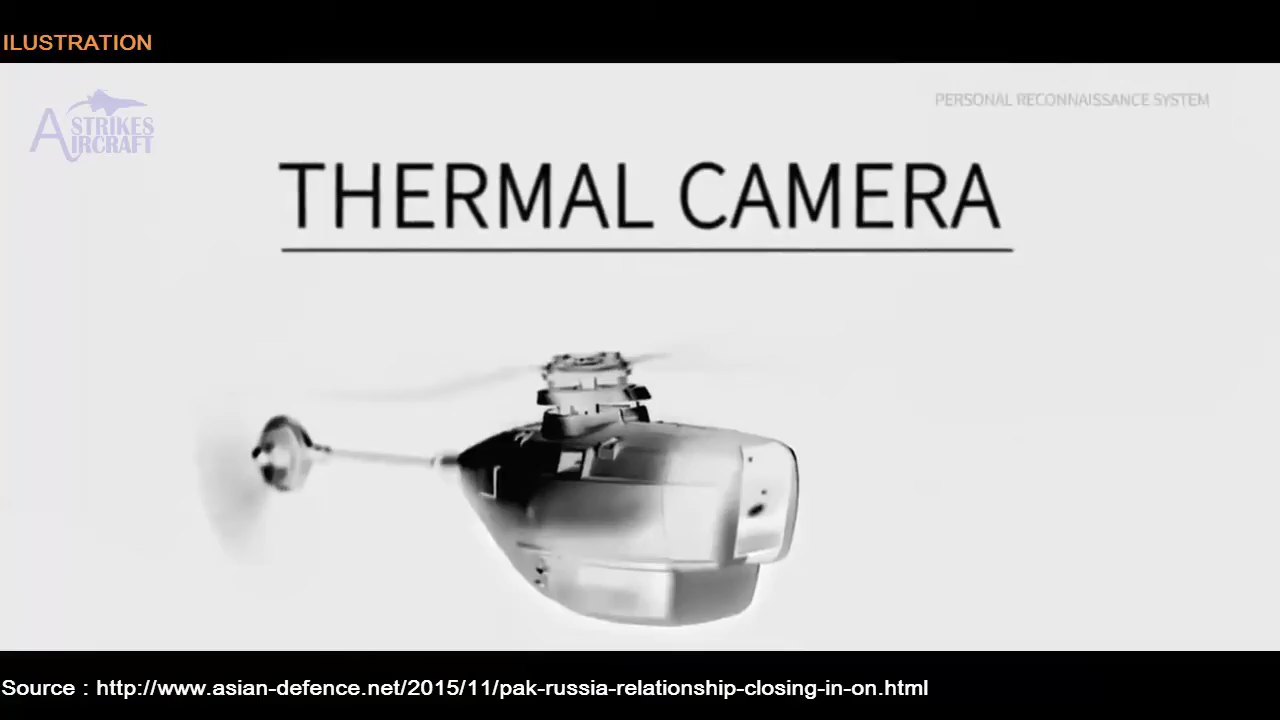 ILUSTRATION
PERSONAL RECONNAISSANCE SYSTEM
A STRIKES
IRCRAFT
THERMAL CAMERA
Source : http://www.asian-defence.net/2015/11/pak-russia-relationship-closing-in-on.html